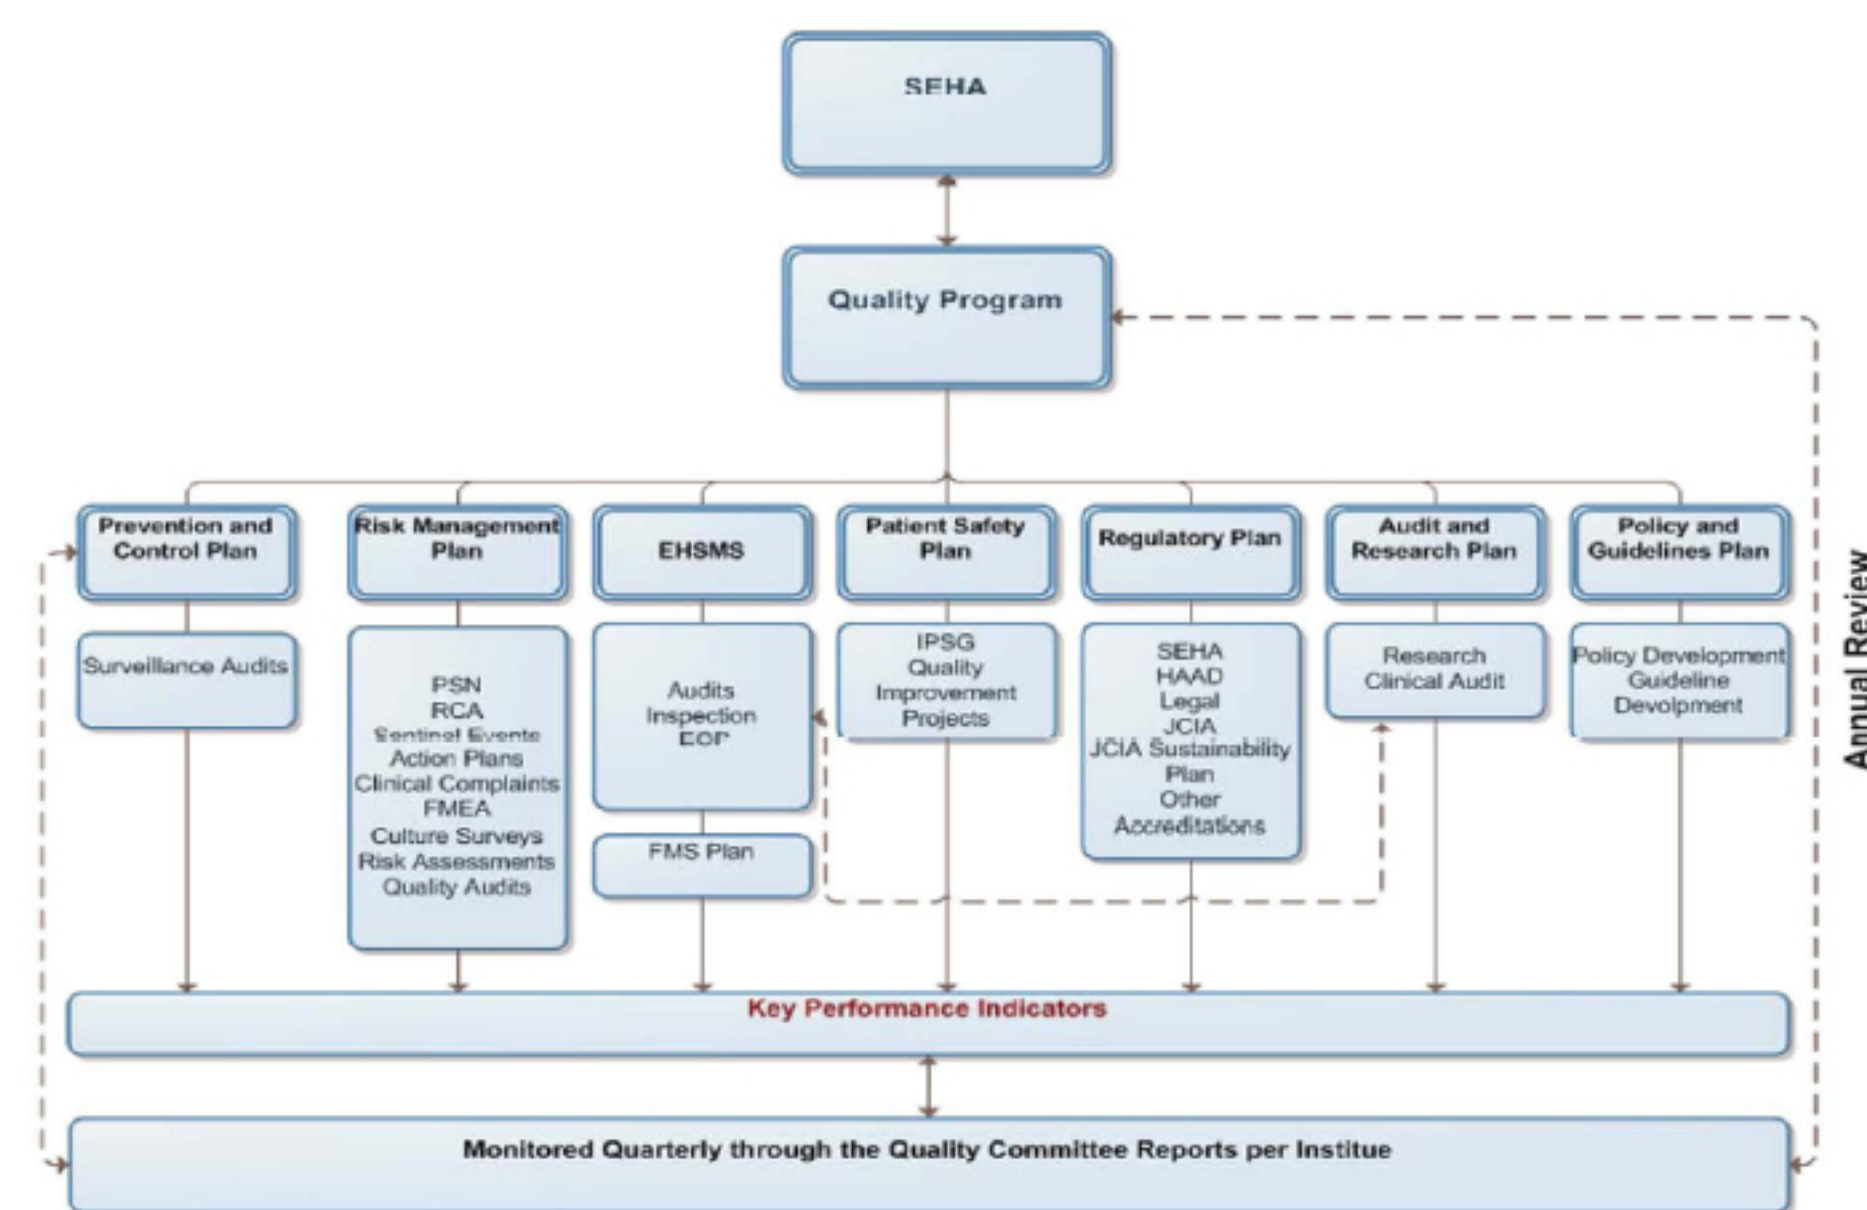 SEHA
Quality Program
Prevention and
Control Plan
Risk Management
Plan
EHSMS
Patient Safety
Plan
Regulatory Plan
Audit and
Research Plan
Policy and
Guidelines Plan
Surveillance Audits
PSN
RCA
Sentinel Events
Action Plans
Clinical Complaints
FMEA
Culture Surveys
Risk Assessments
Quality Audits
Audits
Inspection
EOP
FMS Plan
IPSG
Quality
Improvement
Projects
SEHA
HAAD
Legal
JCIA
JCIA Sustainability
Plan
Other
Accreditations
Research
Clinical Audit
Policy Development
Guideline
Devolpment
Annual Review
Key Performance Indicators
Monitored Quarterly through the Quality Committee Reports per Institue